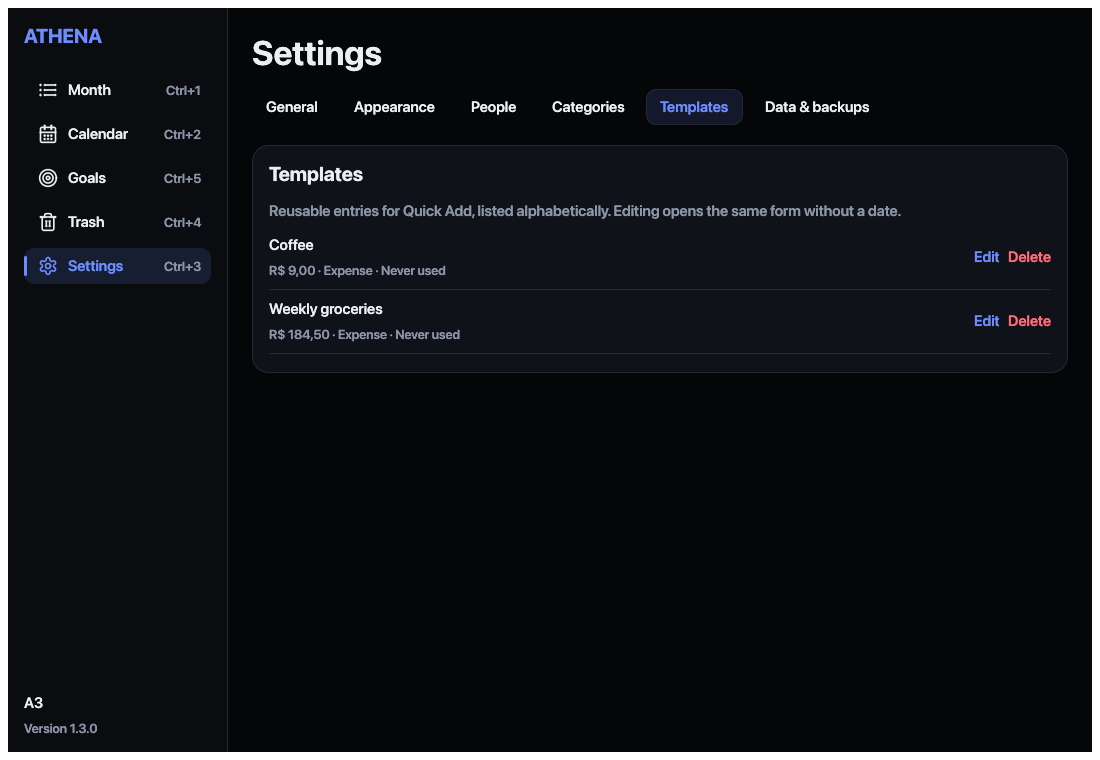 ATHENA
Month Ctrl+1
Calendar Ctrl+2
Goals Ctrl+5
Trash Ctrl+4
Settings Ctrl+3
A3
Version 1.3.0
Settings
General Appearance People Categories Templates Data & backups
Templates
Reusable entries for Quick Add, listed alphabetically. Editing opens the same form without a date.
Coffee
R$ 9,00 · Expense · Never used
Edit Delete
Weekly groceries
R$ 184,50 · Expense · Never used
Edit Delete